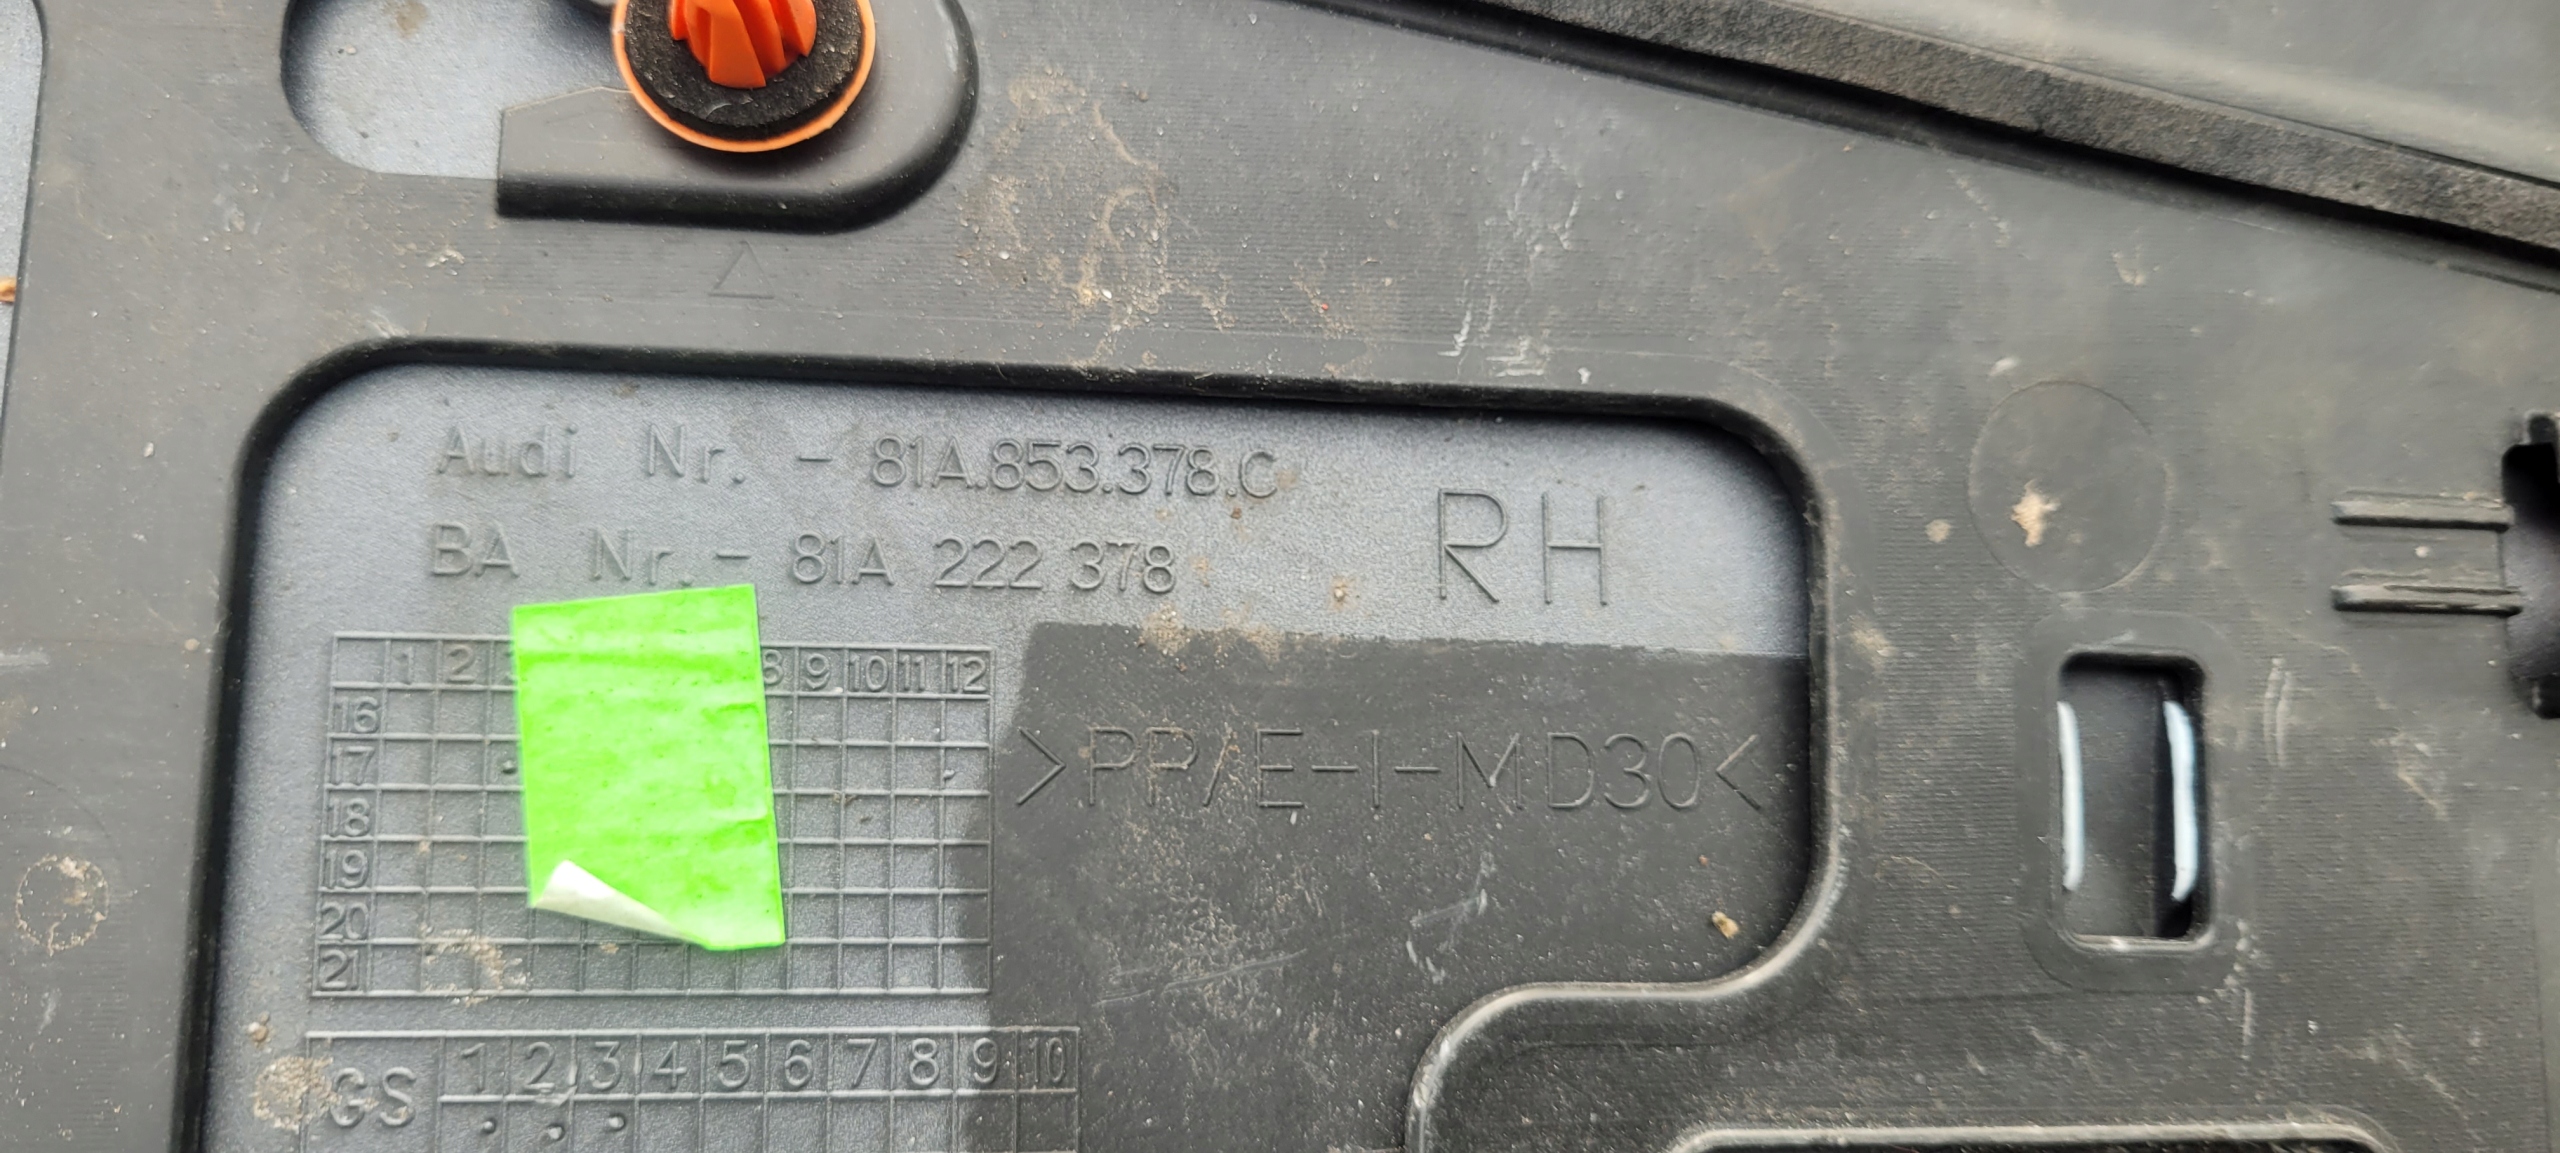 Audi Nr. - 81A.853.378.C
BA Nr. - 81A 222 378
RH
1 2 8 9 10 11 12
16
17
18
19
20
21
>PP/E-I-MD30<
GS 1 2 3 4 5 6 7 8 9 10